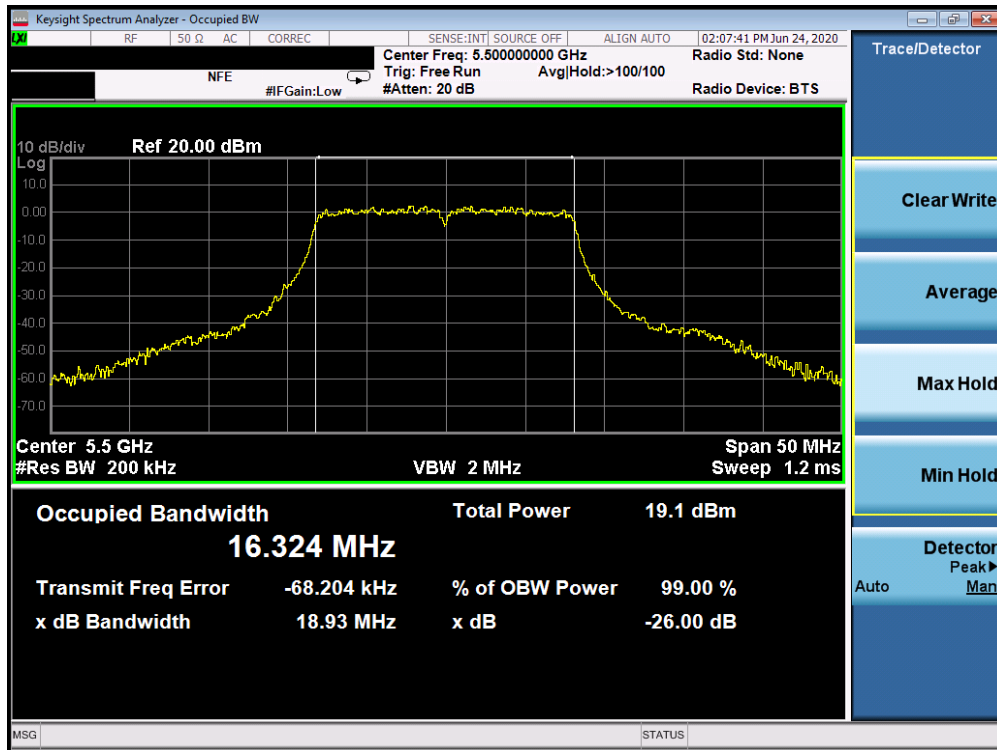 Keysight Spectrum Analyzer - Occupied BW
LXI RF 50 Ω AC CORREC SENSE:INT SOURCE OFF ALIGN AUTO 02:07:41 PM Jun 24, 2020
Center Freq: 5.500000000 GHz Radio Std: None
NFE Trig: Free Run Avg|Hold:>100/100
#IFGain:Low #Atten: 20 dB Radio Device: BTS
Trace/Detector
10 dB/div Ref 20.00 dBm
Log
10.0
0.00
-10.0
-20.0
-30.0
-40.0
-50.0
-60.0
-70.0
Center 5.5 GHz Span 50 MHz
#Res BW 200 kHz VBW 2 MHz Sweep 1.2 ms
Occupied Bandwidth Total Power 19.1 dBm
16.324 MHz
Transmit Freq Error -68.204 kHz % of OBW Power 99.00 %
x dB Bandwidth 18.93 MHz x dB -26.00 dB
Clear Write
Average
Max Hold
Min Hold
Detector
Peak▶
Auto Man
MSG STATUS